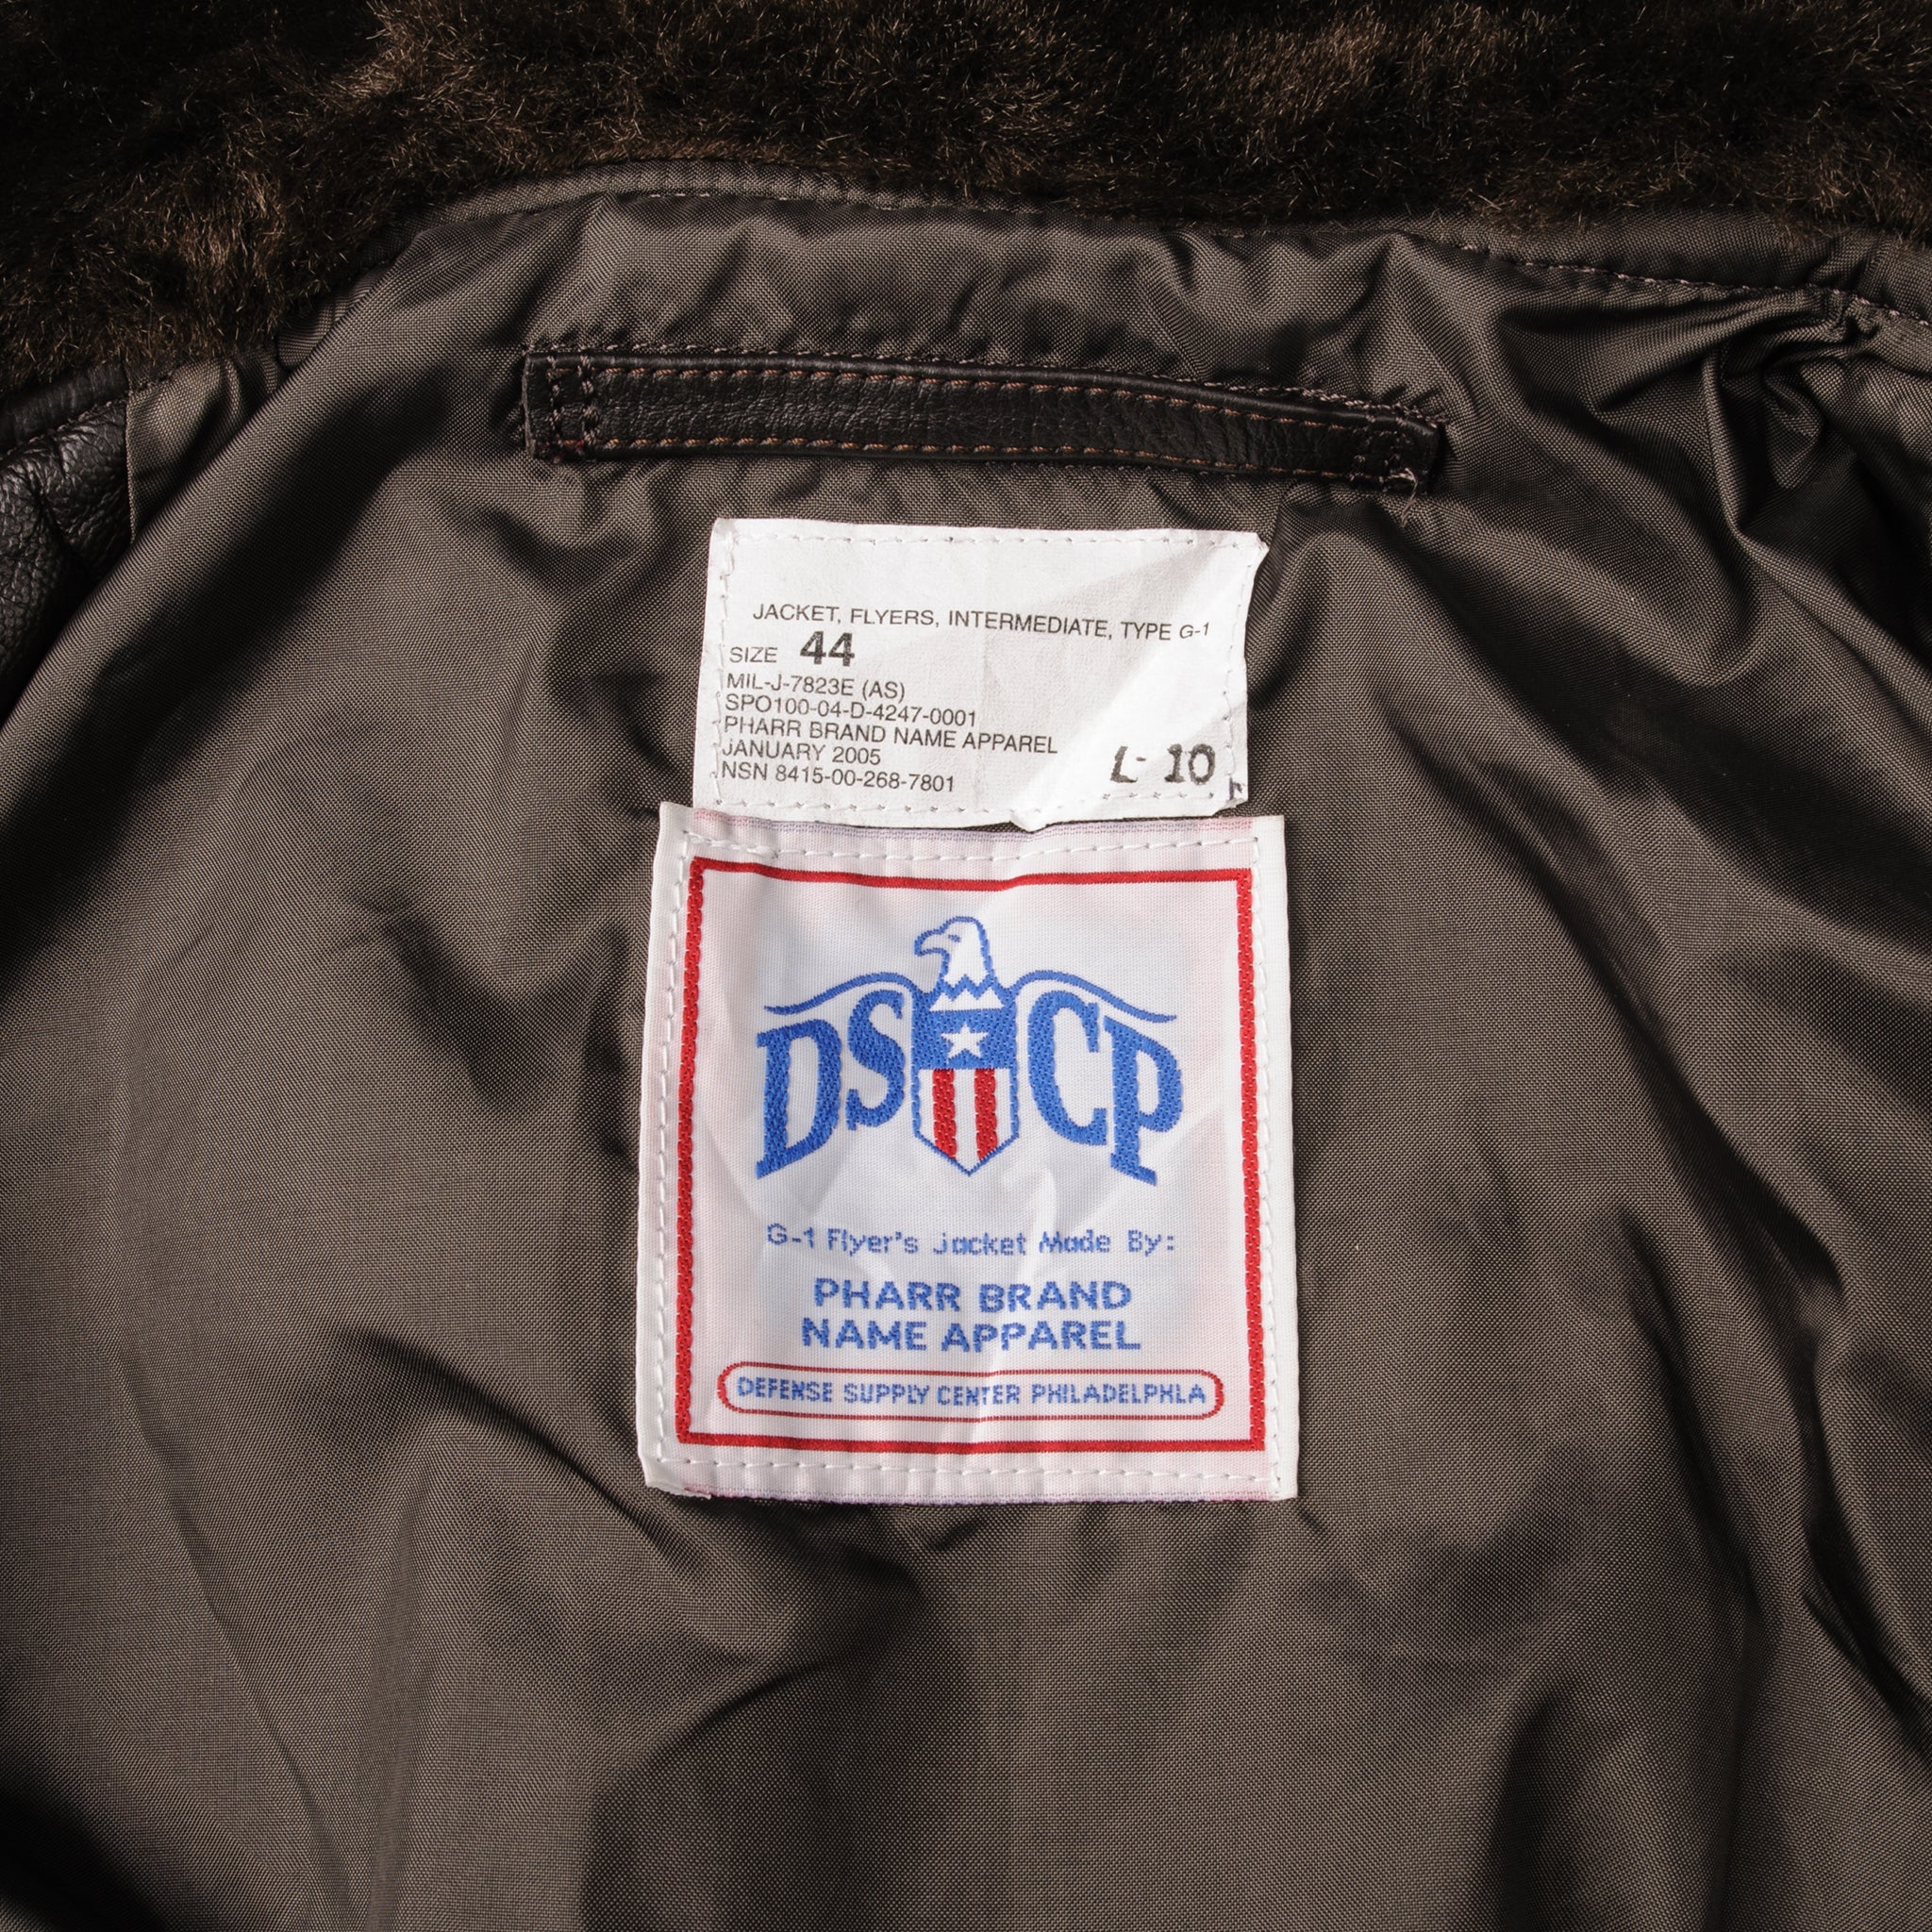 JACKET, FLYERS, INTERMEDIATE, TYPE G-1
SIZE 44
MIL-J-7823E (AS)
SPO100-04-D-4247-0001
PHARR BRAND NAME APPAREL
JANUARY 2005
NSN 8415-00-268-7801
L- 10
DSCP
G-1 Flyer's Jacket Made By:
PHARR BRAND
NAME APPAREL
DEFENSE SUPPLY CENTER PHILADELPHLA